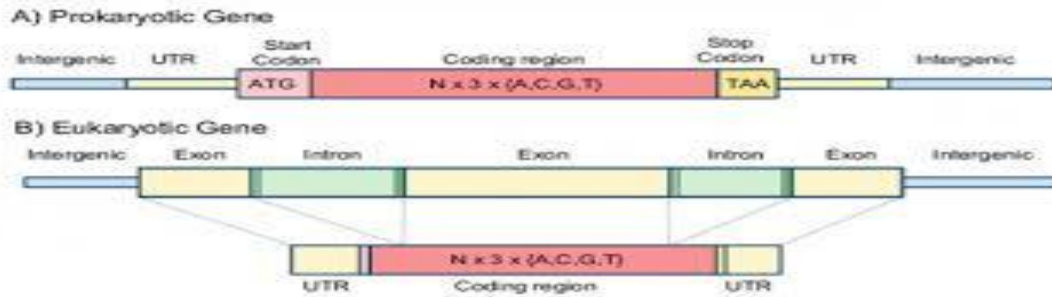 A) Prokaryotic Gene
Intergenic UTR Start Codon Coding region Stop Codon UTR Intergenic
ATG N x 3 x {A,C,G,T} TAA
B) Eukaryotic Gene
Intergenic Exon Intron Exon Intron Exon Intergenic
N x 3 x {A,C,G,T}
UTR Coding region UTR